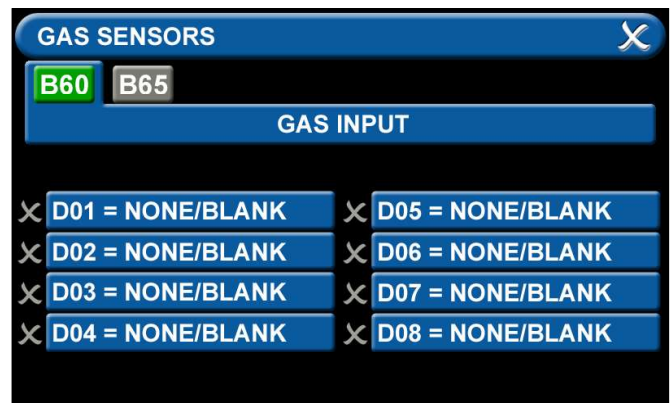 GAS SENSORS
B60 B65
GAS INPUT
D01 = NONE/BLANK
D02 = NONE/BLANK
D03 = NONE/BLANK
D04 = NONE/BLANK
D05 = NONE/BLANK
D06 = NONE/BLANK
D07 = NONE/BLANK
D08 = NONE/BLANK